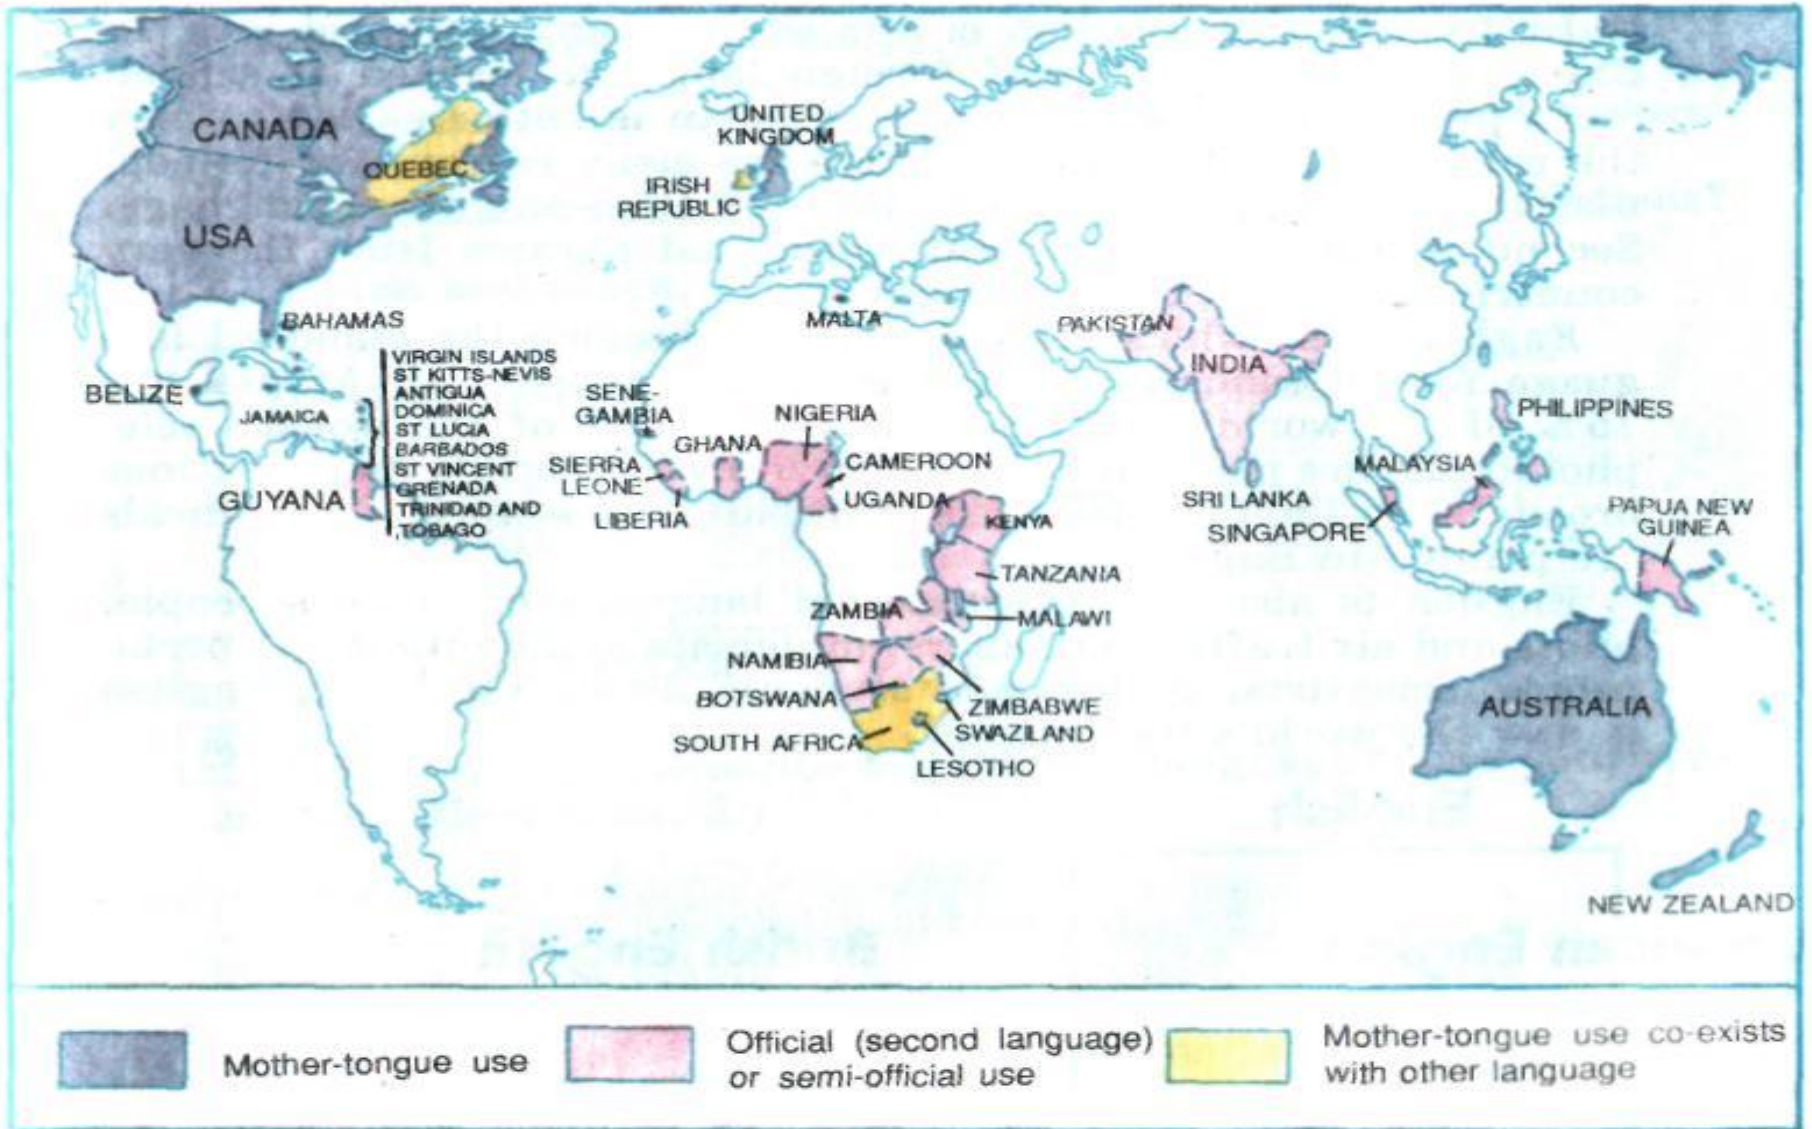 CANADA
QUEBEC
USA
UNITED
KINGDOM
IRISH
REPUBLIC
BAHAMAS
MALTA
PAKISTAN
INDIA
VIRGIN ISLANDS
ST KITTS-NEVIS
ANTIGUA
DOMINICA
ST LUCIA
BARBADOS
ST VINCENT
GRENADA
TRINIDAD AND
TOBAGO
BELIZE
JAMAICA
GUYANA
SENE-
GAMBIA
NIGERIA
GHANA
SIERRA
LEONE
LIBERIA
CAMEROON
UGANDA
KENYA
TANZANIA
ZAMBIA
MALAWI
NAMIBIA
BOTSWANA
ZIMBABWE
SWAZILAND
SOUTH AFRICA
LESOTHO
PHILIPPINES
MALAYSIA
SRI LANKA
SINGAPORE
PAPUA NEW
GUINEA
AUSTRALIA
NEW ZEALAND
Mother-tongue use
Official (second language)
or semi-official use
Mother-tongue use co-exists
with other language